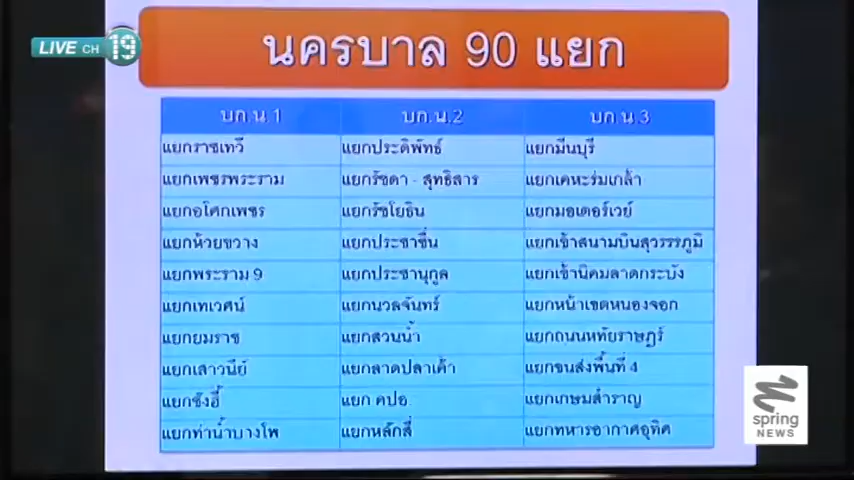 LIVE CH 19
นครบาล 90 แยก
บก.น.1 บก.น.2 บก.น.3
แยกราชเทวี แยกประดิพัทธ์ แยกมีนบุรี
แยกเพชรพระราม แยกรัชดา - สุทธิสาร แยกเคหะร่มเกล้า
แยกอโศกเพชร แยกรัชโยธิน แยกมอเตอร์เวย์
แยกห้วยขวาง แยกประชาชื่น แยกเข้าสนามบินสุวรรรภูมิ
แยกพระราม 9 แยกประชานุกูล แยกเข้านิคมลาดกระบัง
แยกเทเวศน์ แยกนวลจันทร์ แยกหน้าเขตหนองจอก
แยกยมราช แยกสวนน้ำ แยกถนนหทัยราษฎร์
แยกเสาวนีย์ แยกลาดปลาเค้า แยกขนส่งพื้นที่ 4
แยกซังฮี้ แยก คปอ. แยกเกษมสำราญ
แยกท่าน้ำบางโพ แยกหลักสี่ แยกทหารอากาศอุทิศ
spring
NEWS